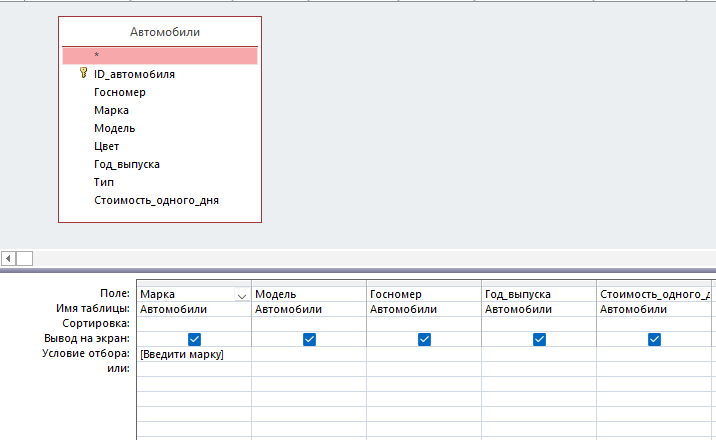 Автомобили
*
ID_автомобиля
Госномер
Марка
Модель
Цвет
Год_выпуска
Тип
Стоимость_одного_дня
Поле: Марка Модель Госномер Год_выпуска Стоимость_одного_д
Имя таблицы: Автомобили Автомобили Автомобили Автомобили Автомобили
Сортировка:
Вывод на экран:
Условие отбора: [Введити марку]
или: